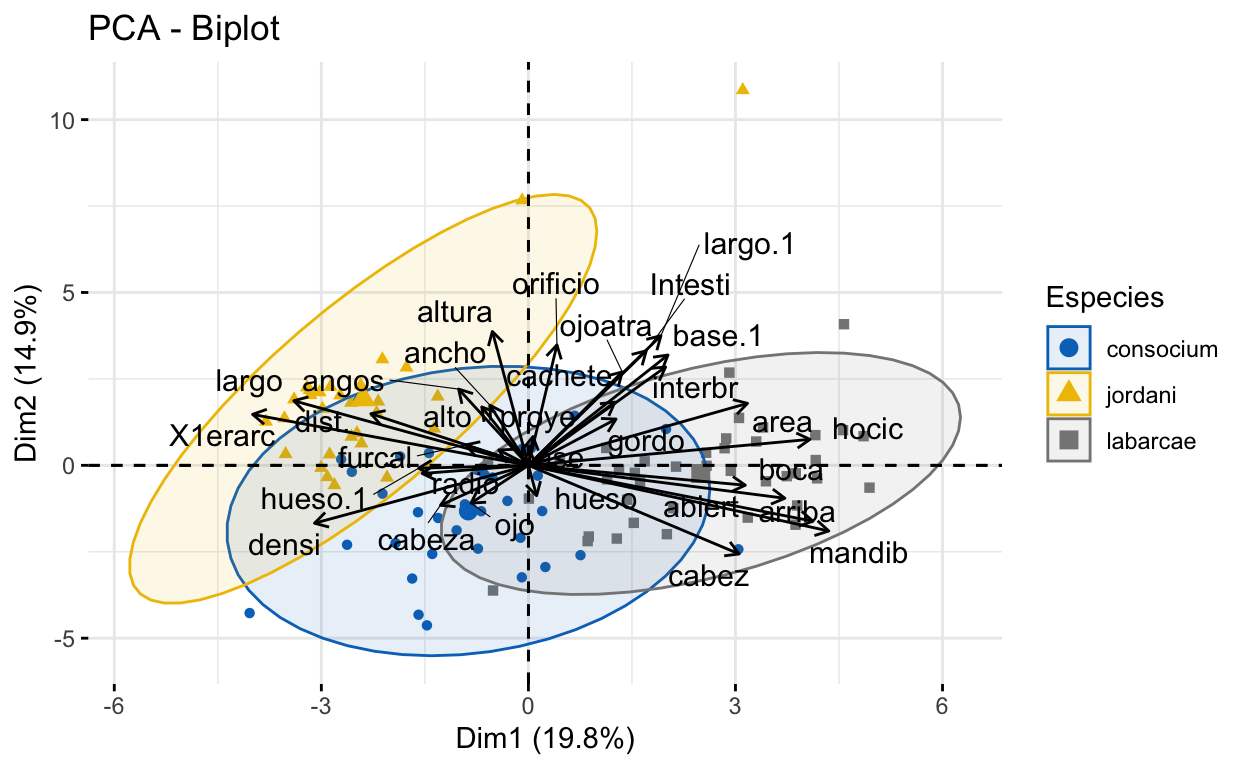 PCA - Biplot
10
5
0
-5
-6
-3
0
3
6
Dim2 (14.9%)
Dim1 (19.8%)
largo.1
orificio
Intesti
altura
ojoatra
base.1
ancho
cachete
largo
angos
interbr
alto
proye
dist.
area
hocic
X1erarc
gordo
furcal
boca
radio
hueso.1
hueso
abiert
arriba
ojo
densi
cabeza
mandib
cabez
Especies
consocium
jordani
labarcae